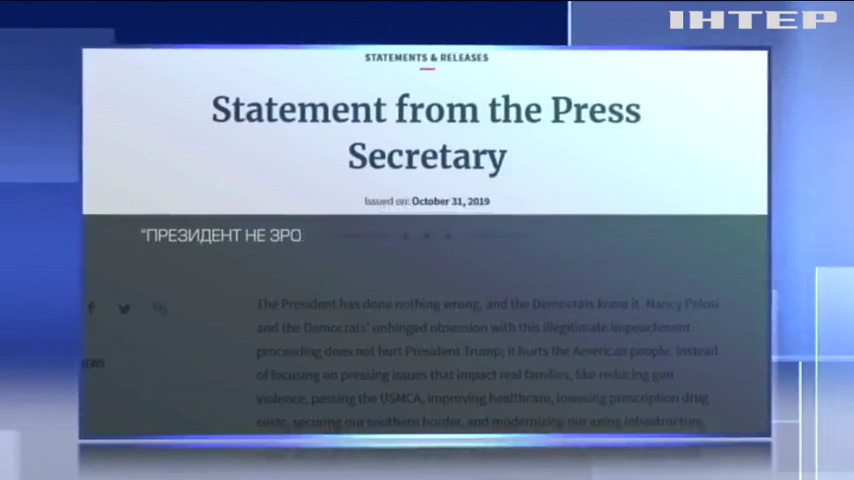 ІНТЕР
STATEMENTS & RELEASES
Statement from the Press
Secretary
Issued on: October 31, 2019
"ПРЕЗИДЕНТ НЕ ЗРО
The President has done nothing wrong, and the Democrats know it. Nancy Pelosi
and the Democrats' unhinged obsession with this illegitimate impeachment
proceeding does not hurt President Trump; it hurts the American people. Instead
of focusing on pressing issues that impact real families, like reducing gun
NEWS
violence, passing the USMCA, improving healthcare, lowering prescription drug
costs, securing our southern border, and modernizing our aging infrastructure,